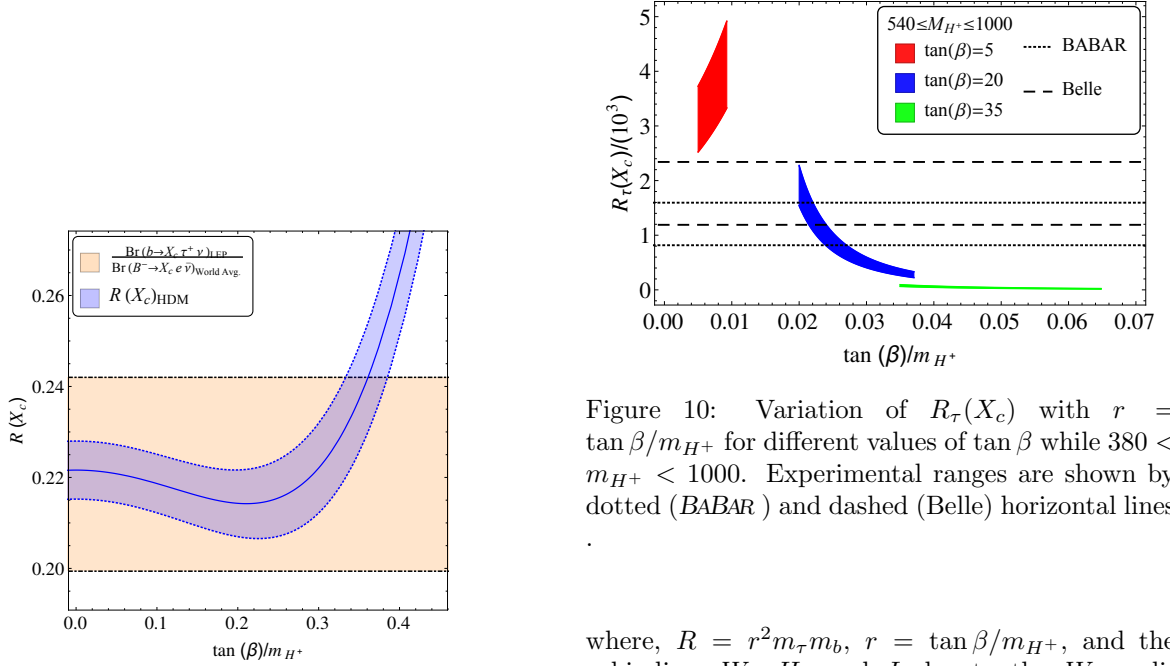 Br (b→X_c τ⁺ ν)_LEP
Br (B⁻→X_c e ν̄)_World Avg.
R (X_c)_HDM
0.26
0.24
0.22
0.20
R (X_c)
0.0 0.1 0.2 0.3 0.4
tan (β)/m_H⁺
540≤M_H⁺≤1000
tan(β)=5
tan(β)=20
tan(β)=35
BABAR
Belle
5
4
3
2
1
0
R_τ(X_c)/(10³)
0.00 0.01 0.02 0.03 0.04 0.05 0.06 0.07
tan (β)/m_H⁺
Figure 10: Variation of R_τ(X_c) with r =
tan β/m_H⁺ for different values of tan β while 380 <
m_H⁺ < 1000. Experimental ranges are shown by
dotted (BABAR ) and dashed (Belle) horizontal lines
.
where, R = r²m_τm_b, r = tan β/m_H⁺, and the